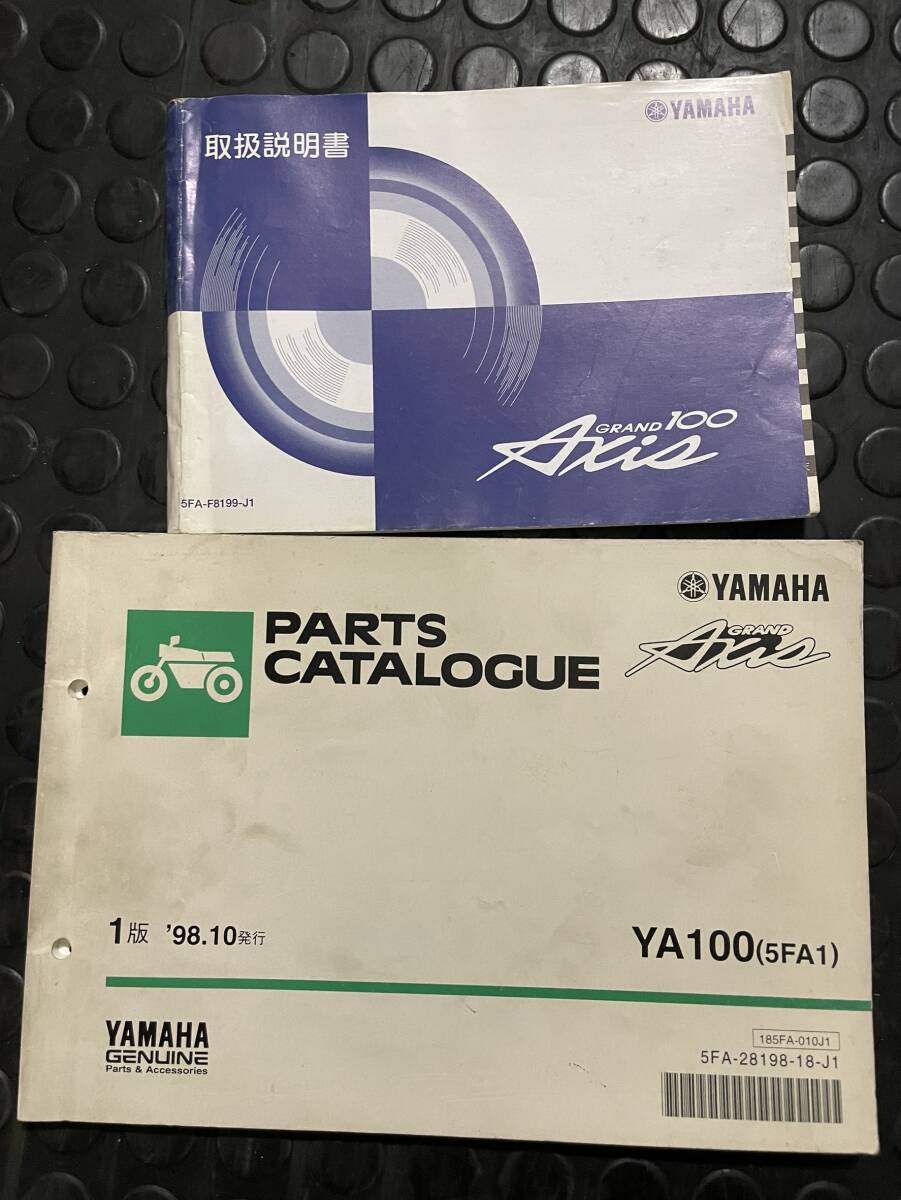 YAMAHA
取扱説明書
GRAND 100
Axis
5FA-F8199-J1
YAMAHA
PARTS
CATALOGUE
GRAND
Axis
1版 '98.10発行
YA100(5FA1)
YAMAHA
GENUINE
Parts & Accessories
185FA-010J1
5FA-28198-18-J1